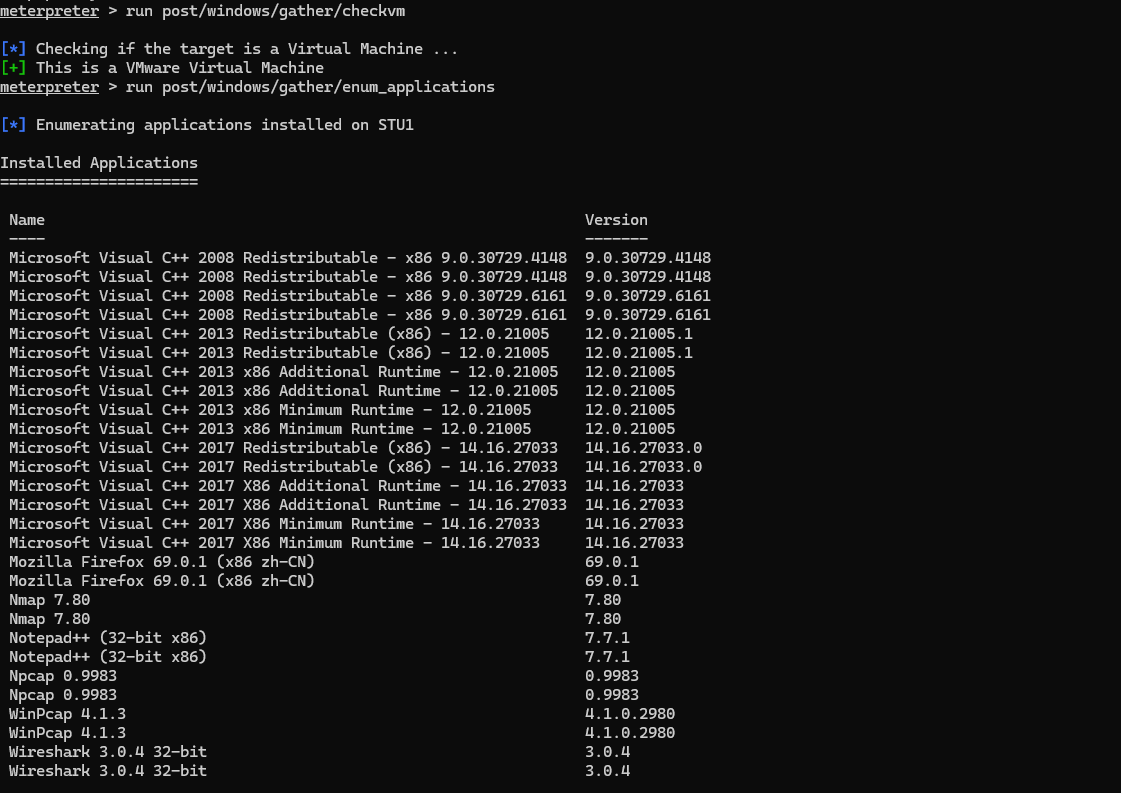 meterpreter > run post/windows/gather/checkvm
[*] Checking if the target is a Virtual Machine ...
[+] This is a VMware Virtual Machine
meterpreter > run post/windows/gather/enum_applications
[*] Enumerating applications installed on STU1
Installed Applications
======================
Name Version
---- -------
Microsoft Visual C++ 2008 Redistributable - x86 9.0.30729.4148 9.0.30729.4148
Microsoft Visual C++ 2008 Redistributable - x86 9.0.30729.4148 9.0.30729.4148
Microsoft Visual C++ 2008 Redistributable - x86 9.0.30729.6161 9.0.30729.6161
Microsoft Visual C++ 2008 Redistributable - x86 9.0.30729.6161 9.0.30729.6161
Microsoft Visual C++ 2013 Redistributable (x86) - 12.0.21005 12.0.21005.1
Microsoft Visual C++ 2013 Redistributable (x86) - 12.0.21005 12.0.21005.1
Microsoft Visual C++ 2013 x86 Additional Runtime - 12.0.21005 12.0.21005
Microsoft Visual C++ 2013 x86 Additional Runtime - 12.0.21005 12.0.21005
Microsoft Visual C++ 2013 x86 Minimum Runtime - 12.0.21005 12.0.21005
Microsoft Visual C++ 2013 x86 Minimum Runtime - 12.0.21005 12.0.21005
Microsoft Visual C++ 2017 Redistributable (x86) - 14.16.27033 14.16.27033.0
Microsoft Visual C++ 2017 Redistributable (x86) - 14.16.27033 14.16.27033.0
Microsoft Visual C++ 2017 X86 Additional Runtime - 14.16.27033 14.16.27033
Microsoft Visual C++ 2017 X86 Additional Runtime - 14.16.27033 14.16.27033
Microsoft Visual C++ 2017 X86 Minimum Runtime - 14.16.27033 14.16.27033
Microsoft Visual C++ 2017 X86 Minimum Runtime - 14.16.27033 14.16.27033
Mozilla Firefox 69.0.1 (x86 zh-CN) 69.0.1
Mozilla Firefox 69.0.1 (x86 zh-CN) 69.0.1
Nmap 7.80 7.80
Nmap 7.80 7.80
Notepad++ (32-bit x86) 7.7.1
Notepad++ (32-bit x86) 7.7.1
Npcap 0.9983 0.9983
Npcap 0.9983 0.9983
WinPcap 4.1.3 4.1.0.2980
WinPcap 4.1.3 4.1.0.2980
Wireshark 3.0.4 32-bit 3.0.4
Wireshark 3.0.4 32-bit 3.0.4